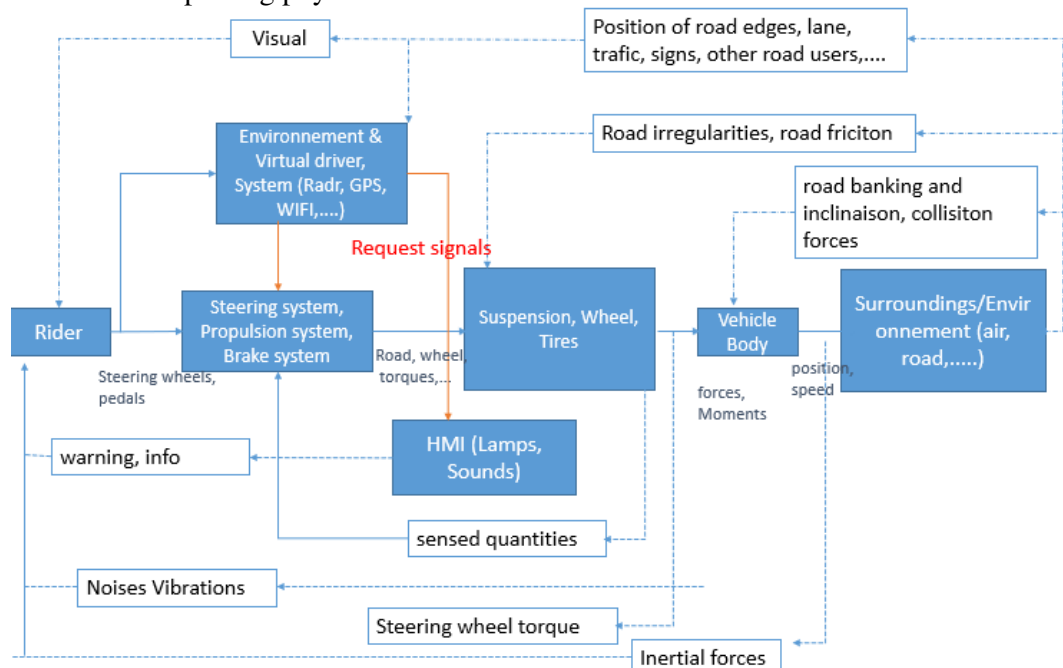 Visual
Position of road edges, lane,
trafic, signs, other road users,....
Environnement &
Virtual driver,
System (Radr, GPS,
WIFI,....)
Road irregularities, road friciton
road banking and
inclinaison, collisiton
forces
Request signals
Rider
Steering system,
Propulsion system,
Brake system
Suspension, Wheel,
Tires
Vehicle
Body
Surroundings/Envir
onnement (air,
road,.....)
Steering wheels,
pedals
Road, wheel,
torques,...
forces,
Moments
position,
speed
HMI (Lamps,
Sounds)
warning, info
sensed quantities
Noises Vibrations
Steering wheel torque
Inertial forces